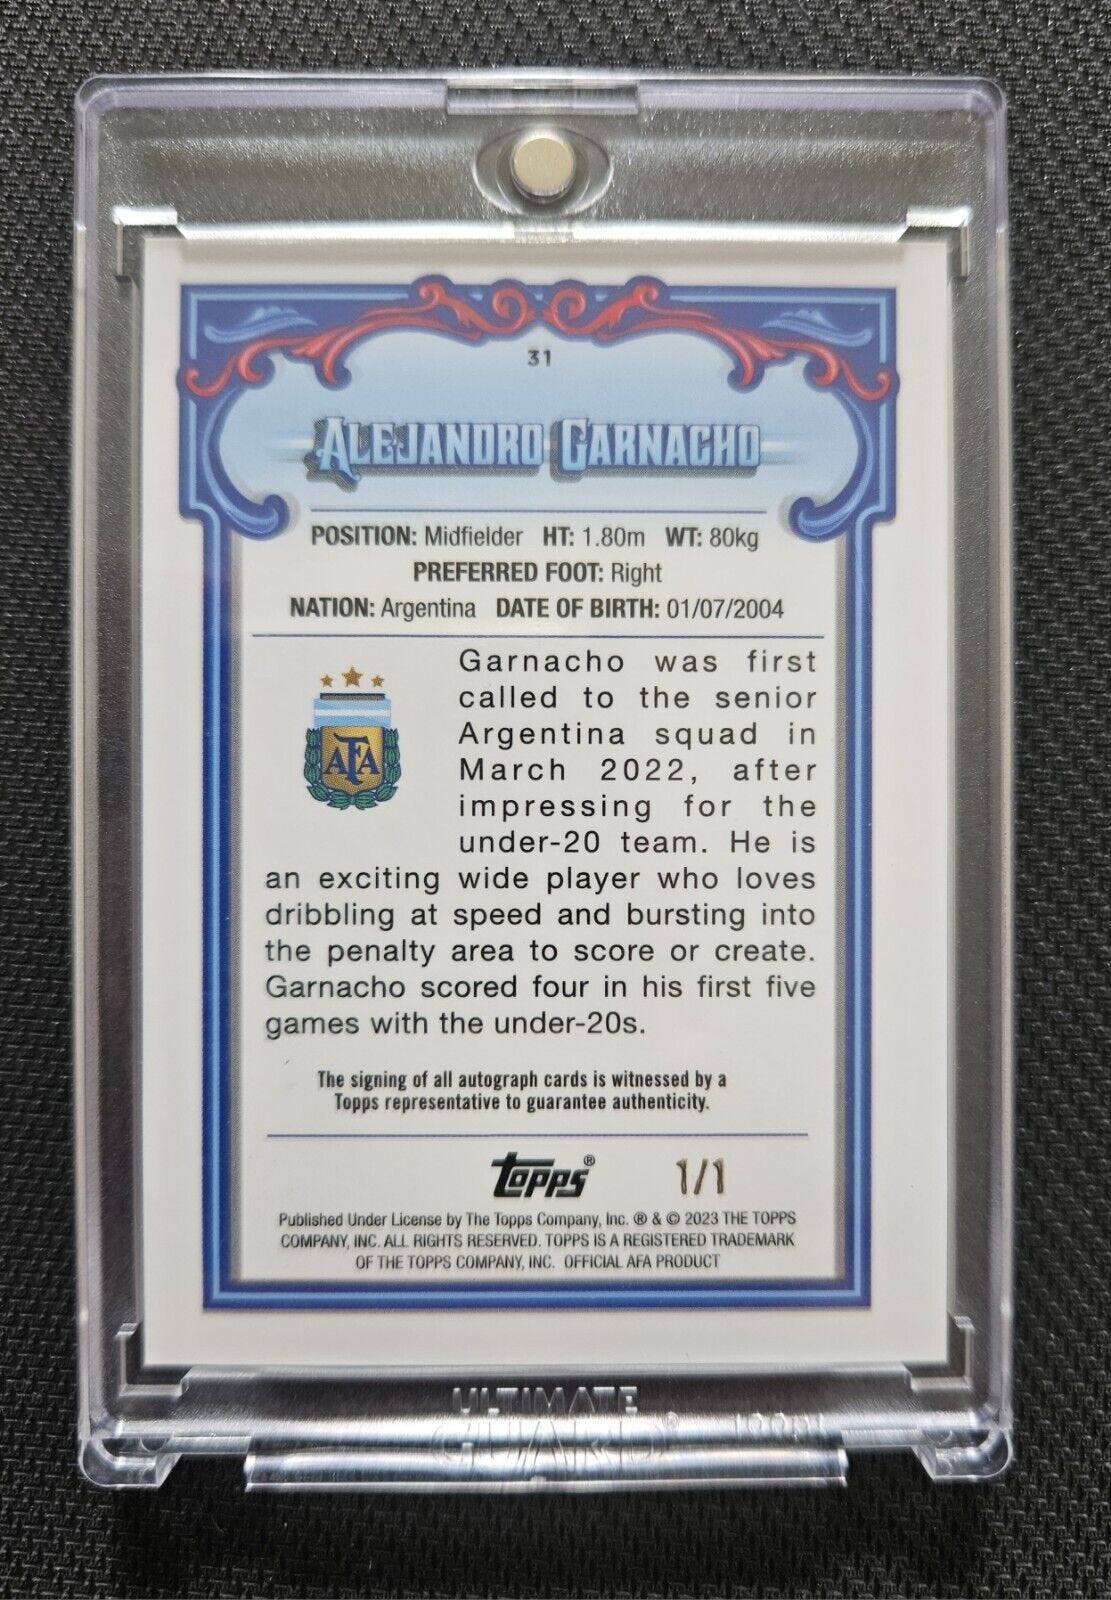 31
ALEJANDRO GARNACHO
POSITION: Midfielder HT: 1.80m WT: 80kg
PREFERRED FOOT: Right
NATION: Argentina DATE OF BIRTH: 01/07/2004
AFA
Garnacho was first
called to the senior
Argentina squad in
March 2022, after
impressing for the
under-20 team. He is
an exciting wide player who loves
dribbling at speed and bursting into
the penalty area to score or create.
Garnacho scored four in his first five
games with the under-20s.
The signing of all autograph cards is witnessed by a
Topps representative to guarantee authenticity.
topps® 1/1
Published Under License by The Topps Company, Inc. ® & © 2023 THE TOPPS
COMPANY, INC. ALL RIGHTS RESERVED. TOPPS IS A REGISTERED TRADEMARK
OF THE TOPPS COMPANY, INC. OFFICIAL AFA PRODUCT
ULTIMATE
GUARD®